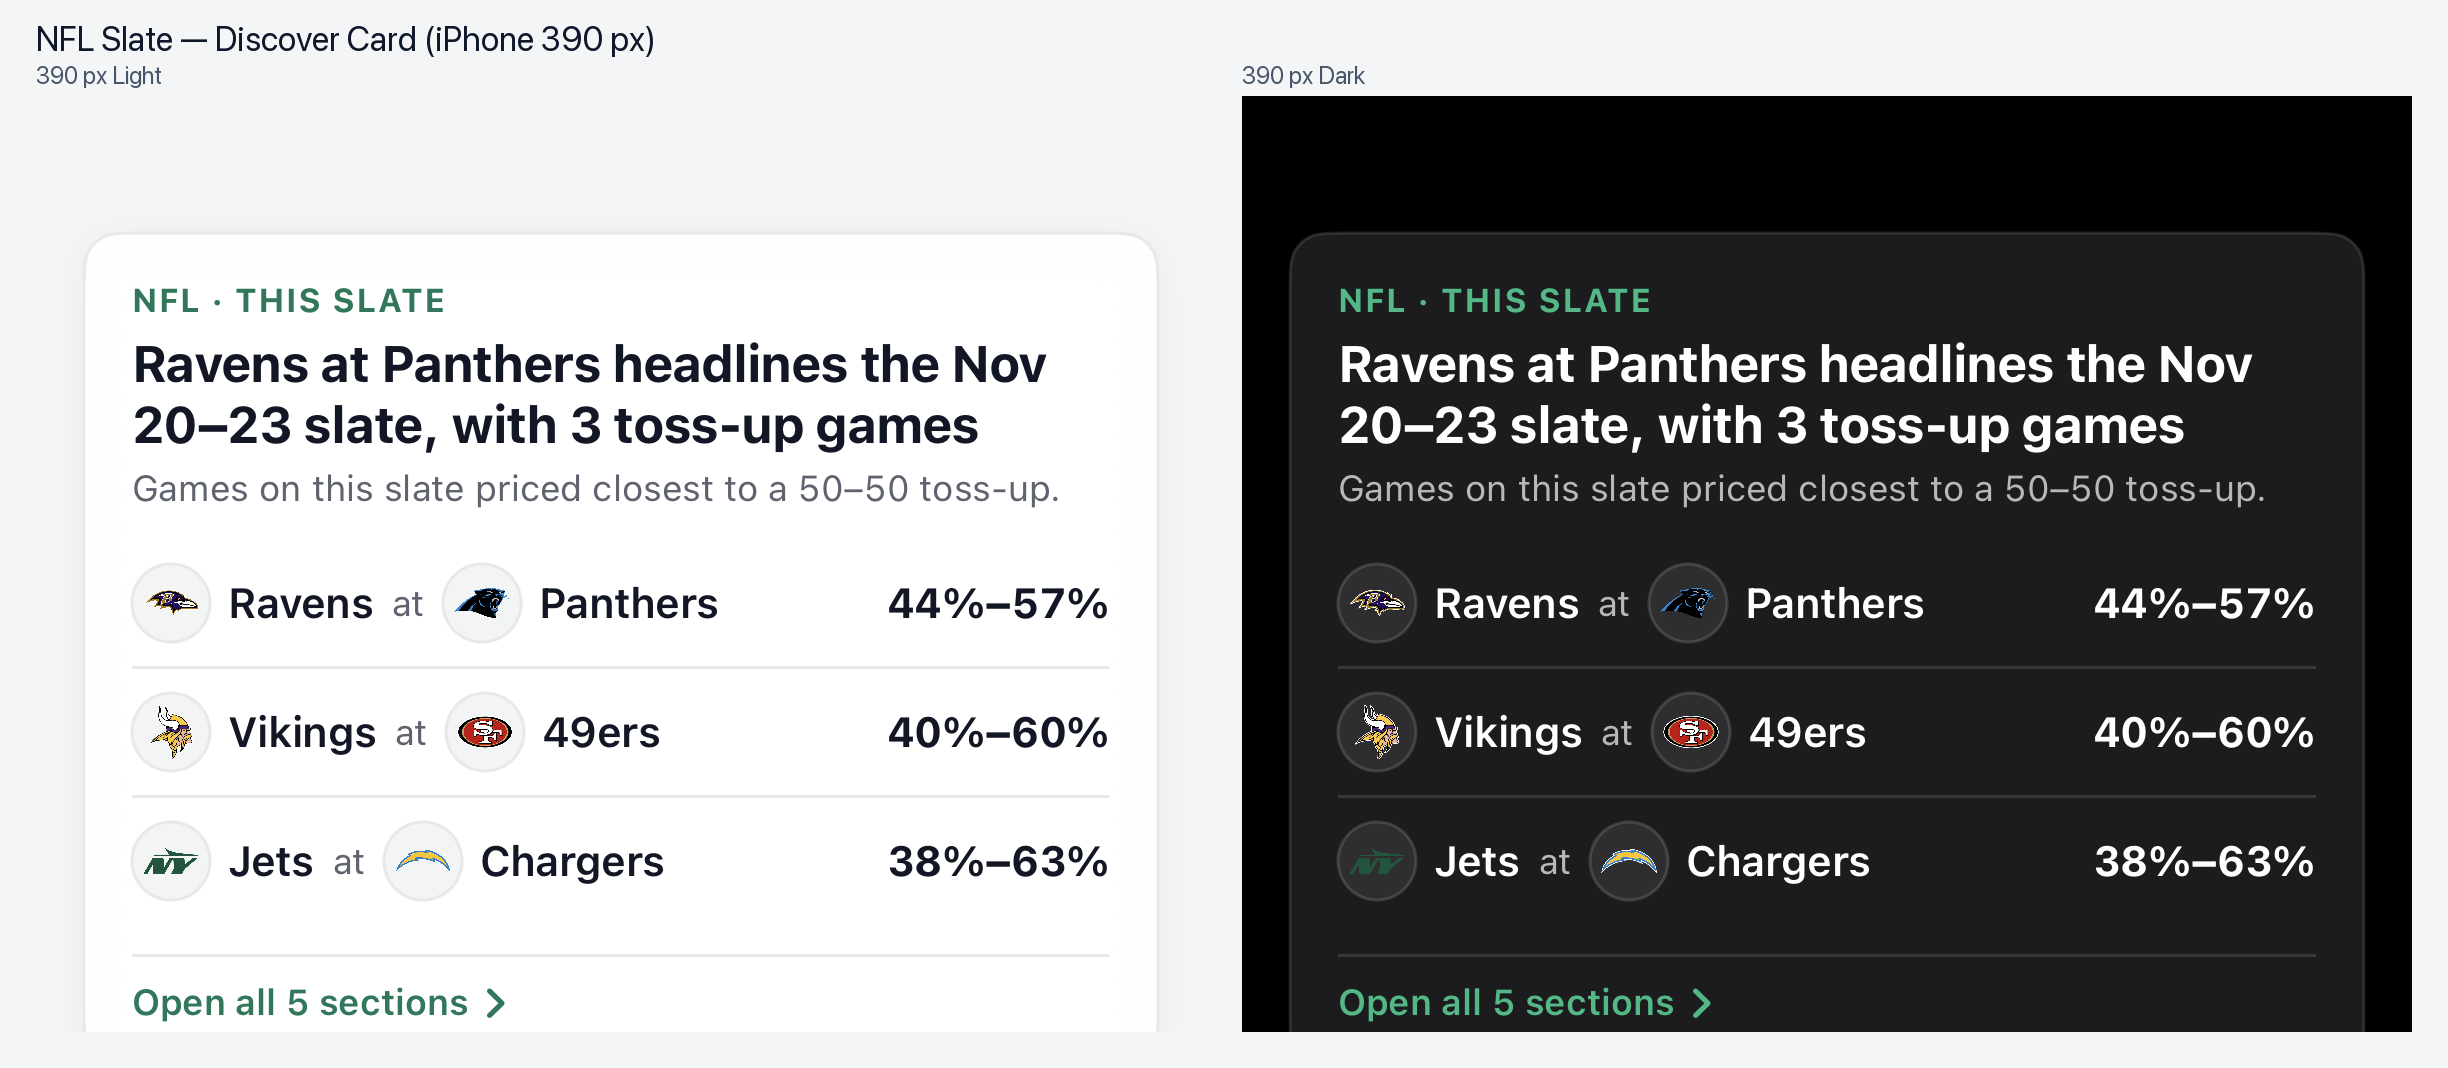 NFL Slate — Discover Card (iPhone 390 px)
390 px Light
NFL · THIS SLATE
Ravens at Panthers headlines the Nov
20–23 slate, with 3 toss-up games
Games on this slate priced closest to a 50–50 toss-up.
Ravens at Panthers 44%–57%
Vikings at SF 49ers 40%–60%
NY Jets at Chargers 38%–63%
Open all 5 sections
390 px Dark
NFL · THIS SLATE
Ravens at Panthers headlines the Nov
20–23 slate, with 3 toss-up games
Games on this slate priced closest to a 50–50 toss-up.
Ravens at Panthers 44%–57%
Vikings at SF 49ers 40%–60%
NY Jets at Chargers 38%–63%
Open all 5 sections